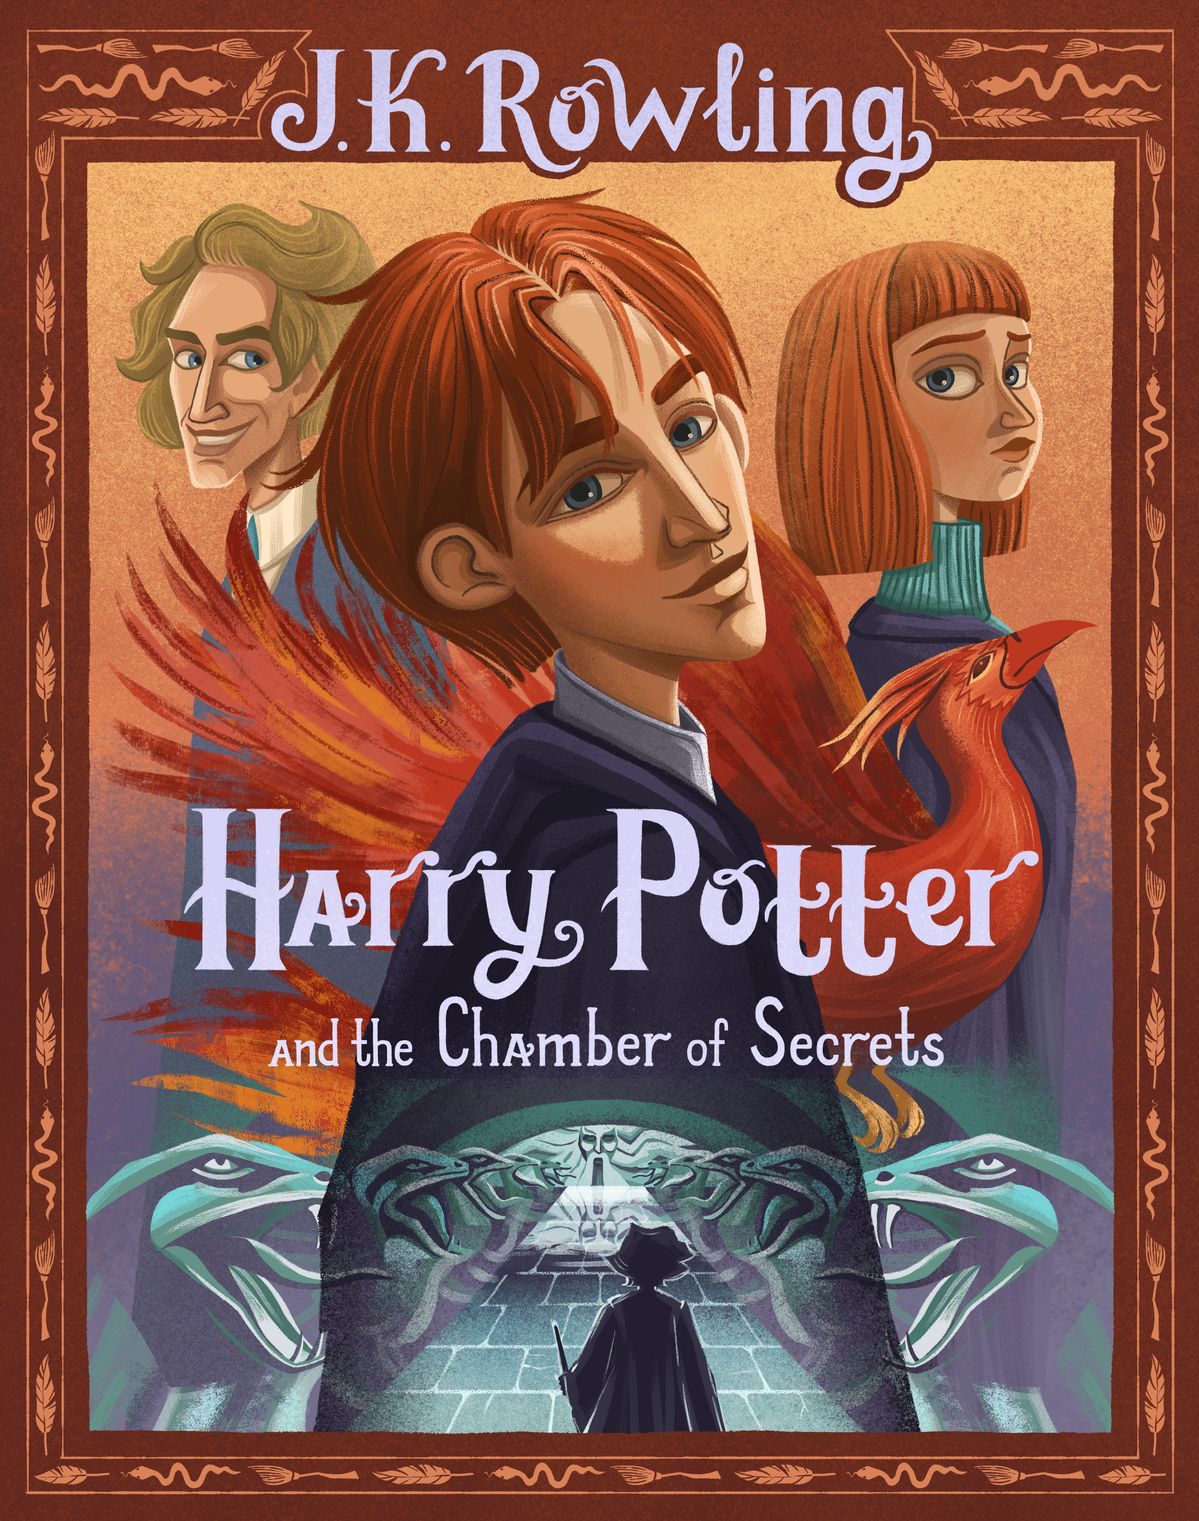 J.K. Rowling
Harry Potter
and the Chamber of Secrets